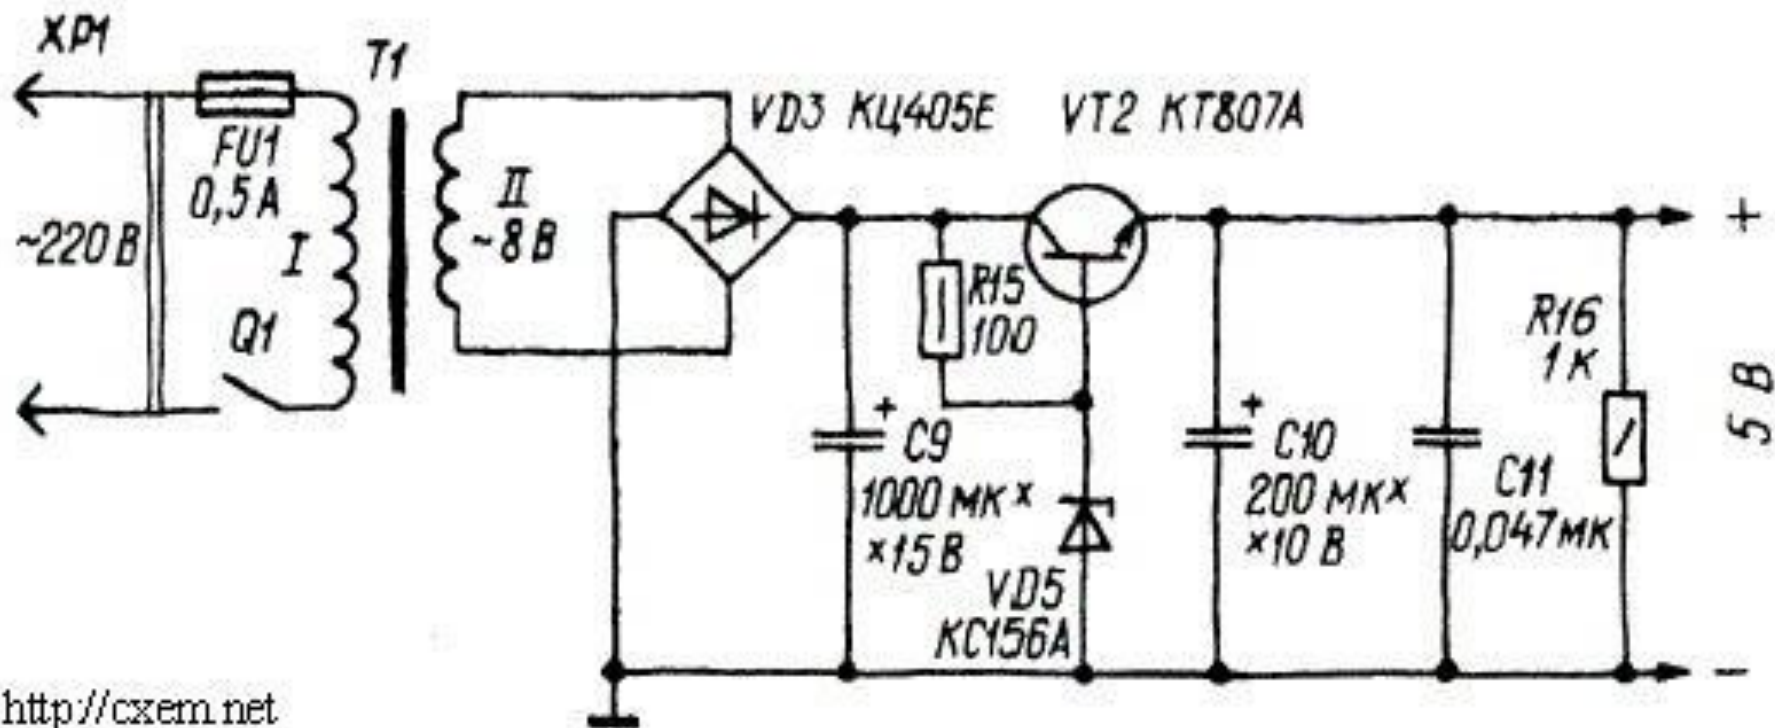 XP1
T1
VD3 КЦ405Е
VT2 КТ807А
FU1
0,5 А
II
~8 В
~220 В
I
+
R15
100
R16
1 к
Q1
5 В
+
C9
1000 мк×
×15 В
+
C10
200 мк×
×10 В
C11
0,047 мк
VD5
КС156А
−
http://cxem.net